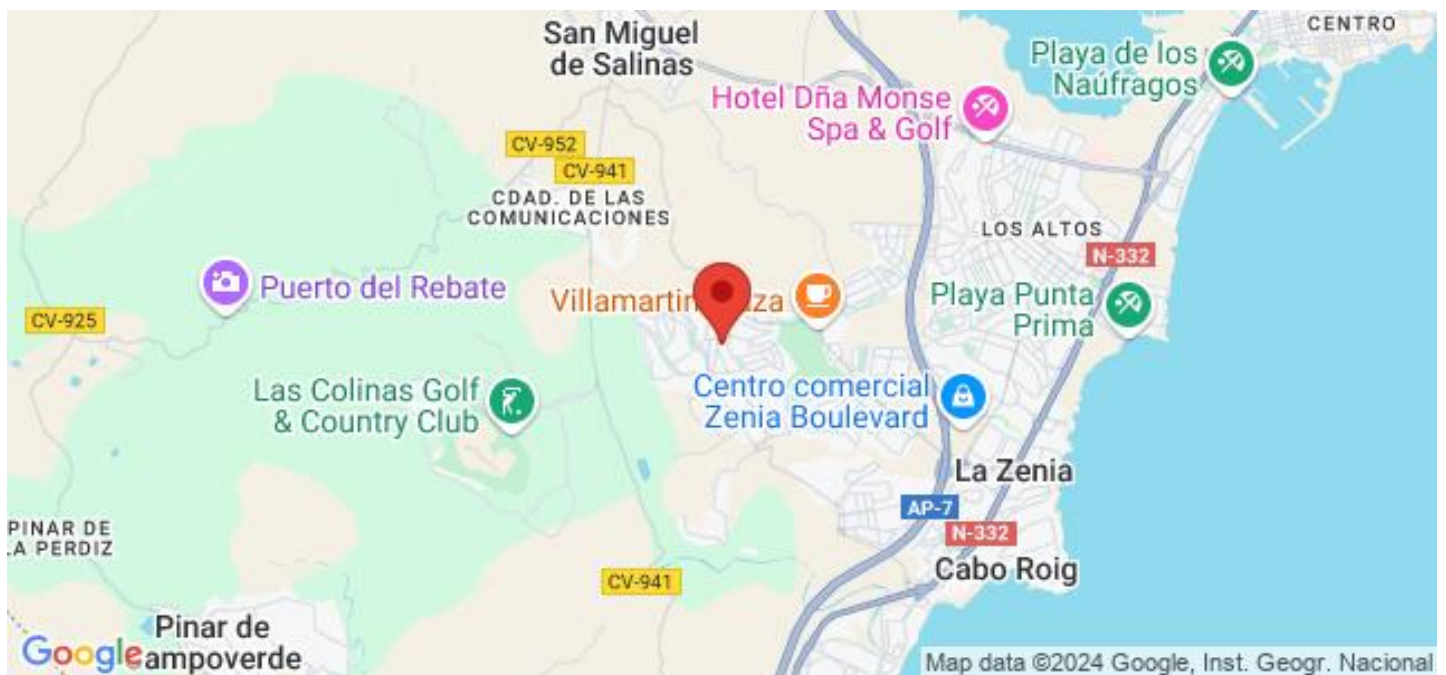 San Miguel
de Salinas
CENTRO
Playa de los
Naúfragos
Hotel Dña Monse
Spa & Golf
CV-952
CV-941
CDAD. DE LAS
COMUNICACIONES
LOS ALTOS
N-332
Puerto del Rebate
Villamartin
aza
Playa Punta
Prima
CV-925
Las Colinas Golf
& Country Club
Centro comercial
Zenia Boulevard
La Zenia
AP-7
N-332
PINAR DE
A PERDIZ
CV-941
Cabo Roig
Pinar de
ampoverde
Google
Map data ©2024 Google, Inst. Geogr. Nacional